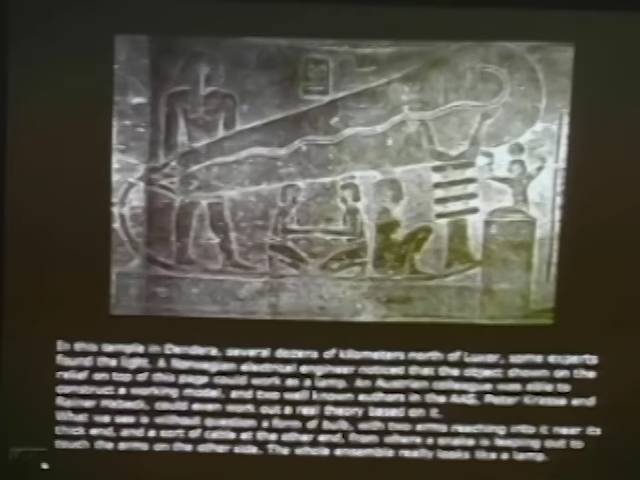 In this temple in Dendera, several dozens of kilometers north of Luxor, some experts
found the light. A Norwegian electrical engineer noticed that the object shown on the
relief on top of this page could work as a lamp. An Austrian colleague was able to
construct a working model, and two well known authors in the AAS, Peter Krassa and
Rainer Habeck, could even work out a real theory based on it.
What we see is without question a form of bulb, with two arms reaching into it near its
thick end, and a sort of cable at the other end, from where a snake is leaping out to
touch the arms on the other side. The whole ensemble really looks like a lamp.